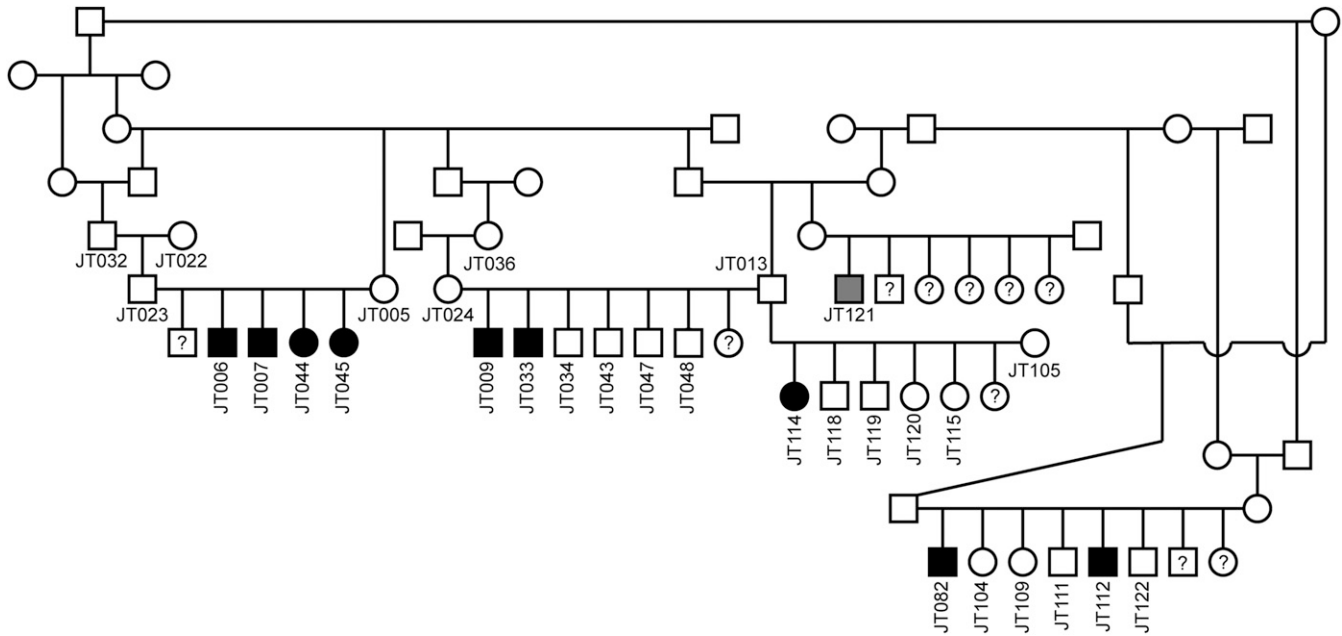 JT032
JT022
JT036
JT013
? ? ? ? ?
JT023
JT005
JT024
JT121
?
?
JT006
JT007
JT044
JT045
JT009
JT033
JT034
JT043
JT047
JT048
JT105
?
JT114
JT118
JT119
JT120
JT115
? ?
JT082
JT104
JT109
JT111
JT112
JT122